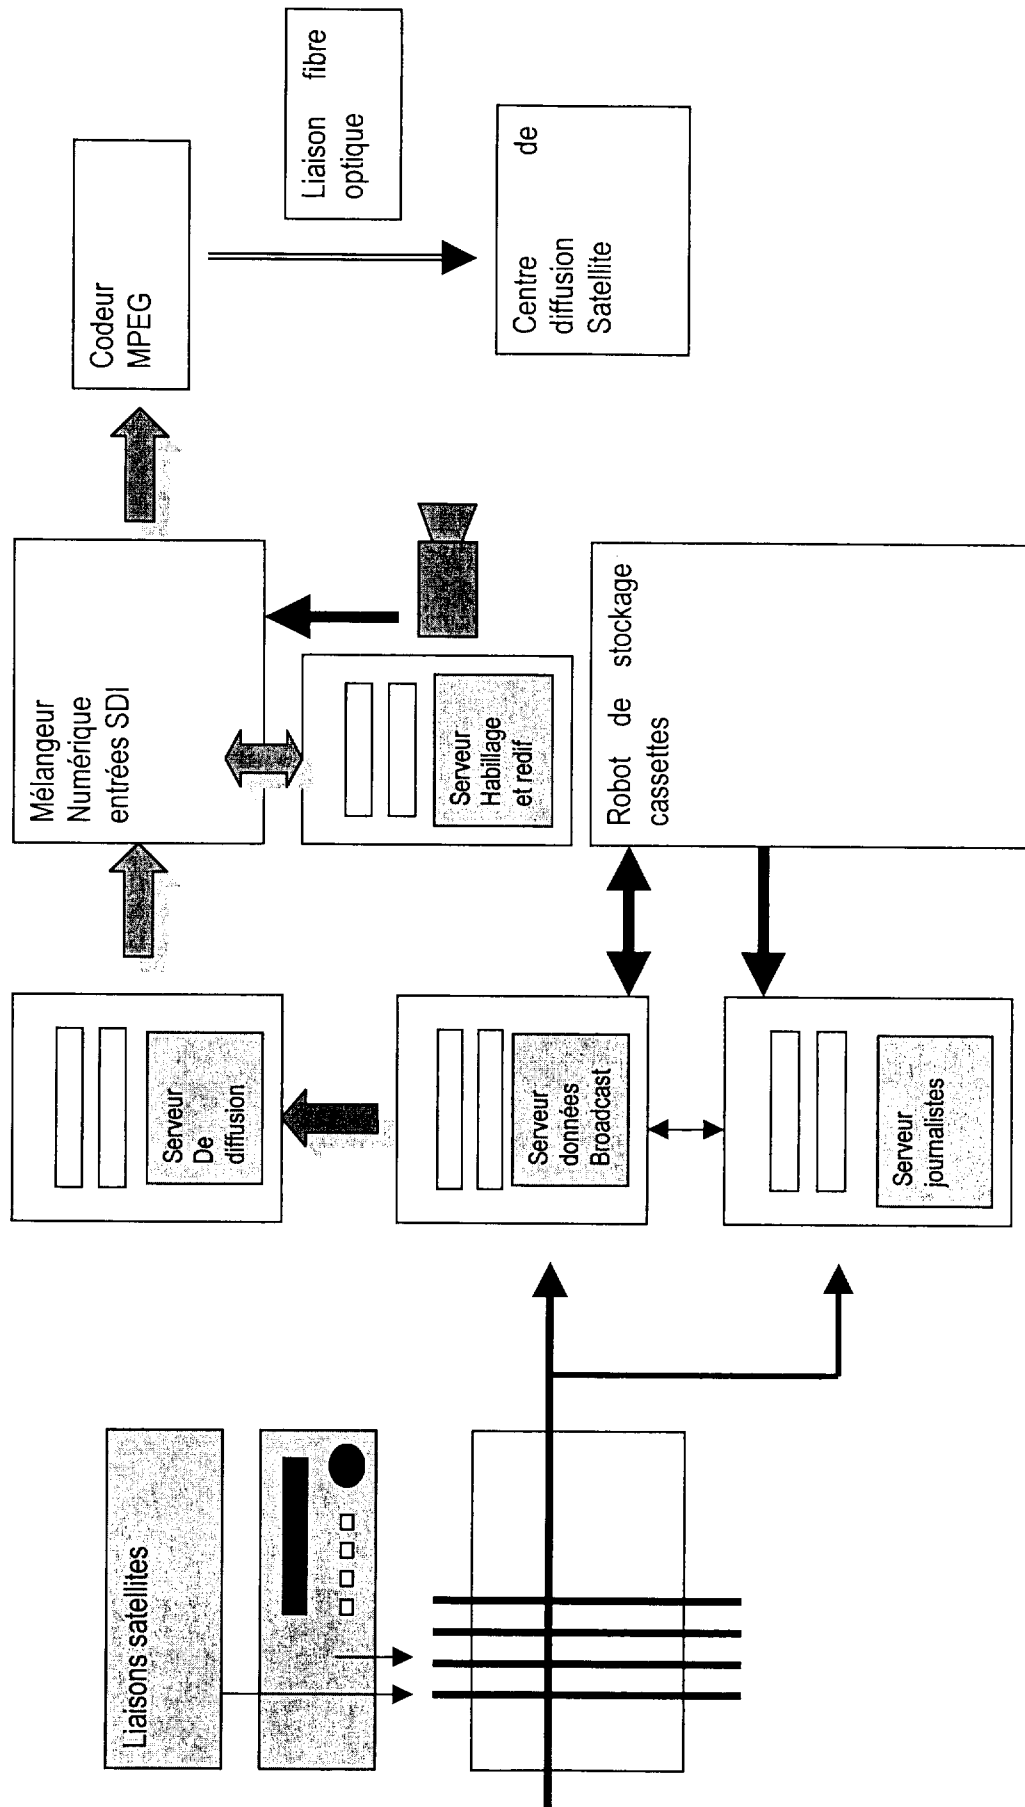 Liaisons satellites
Serveur
De
diffusion
Serveur
données
Broadcast
Serveur
journalistes
Mélangeur
Numérique
entrées SDI
Serveur
Habillage
et redif
Robot de stockage
cassettes
Codeur
MPEG
Liaison fibre
optique
Centre de
diffusion
Satellite